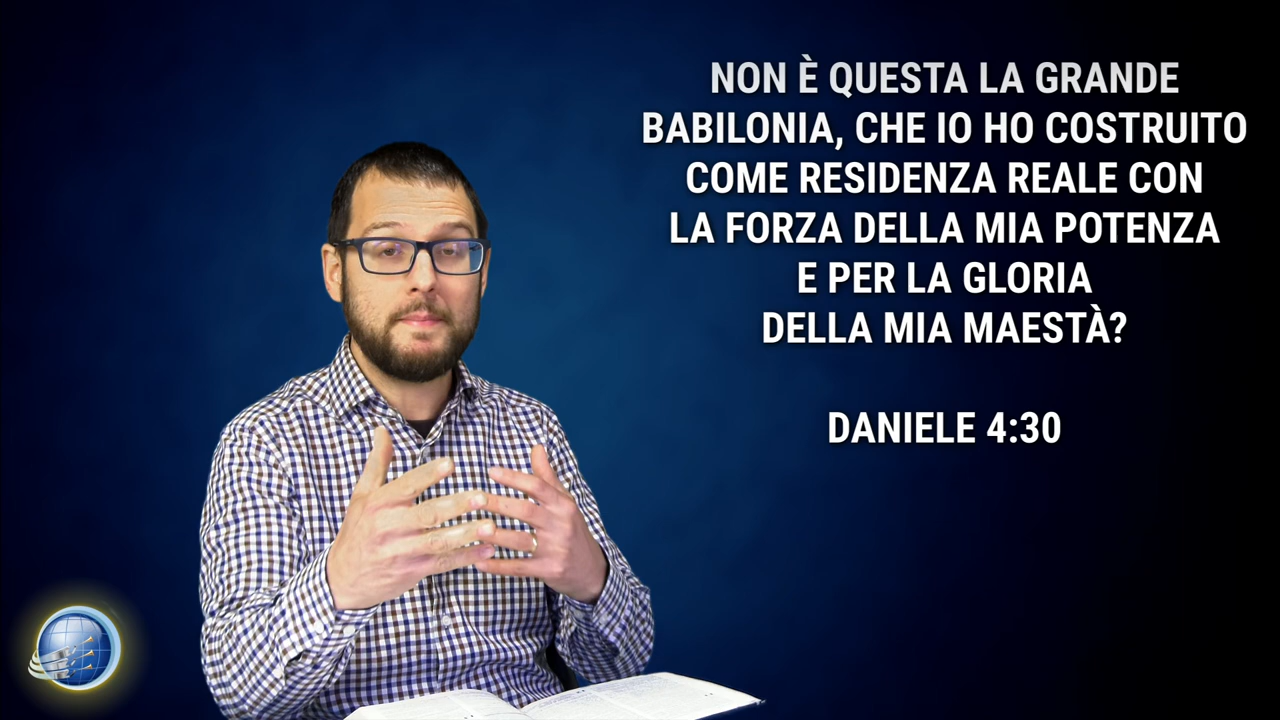 NON È QUESTA LA GRANDE
BABILONIA, CHE IO HO COSTRUITO
COME RESIDENZA REALE CON
LA FORZA DELLA MIA POTENZA
E PER LA GLORIA
DELLA MIA MAESTÀ?
DANIELE 4:30